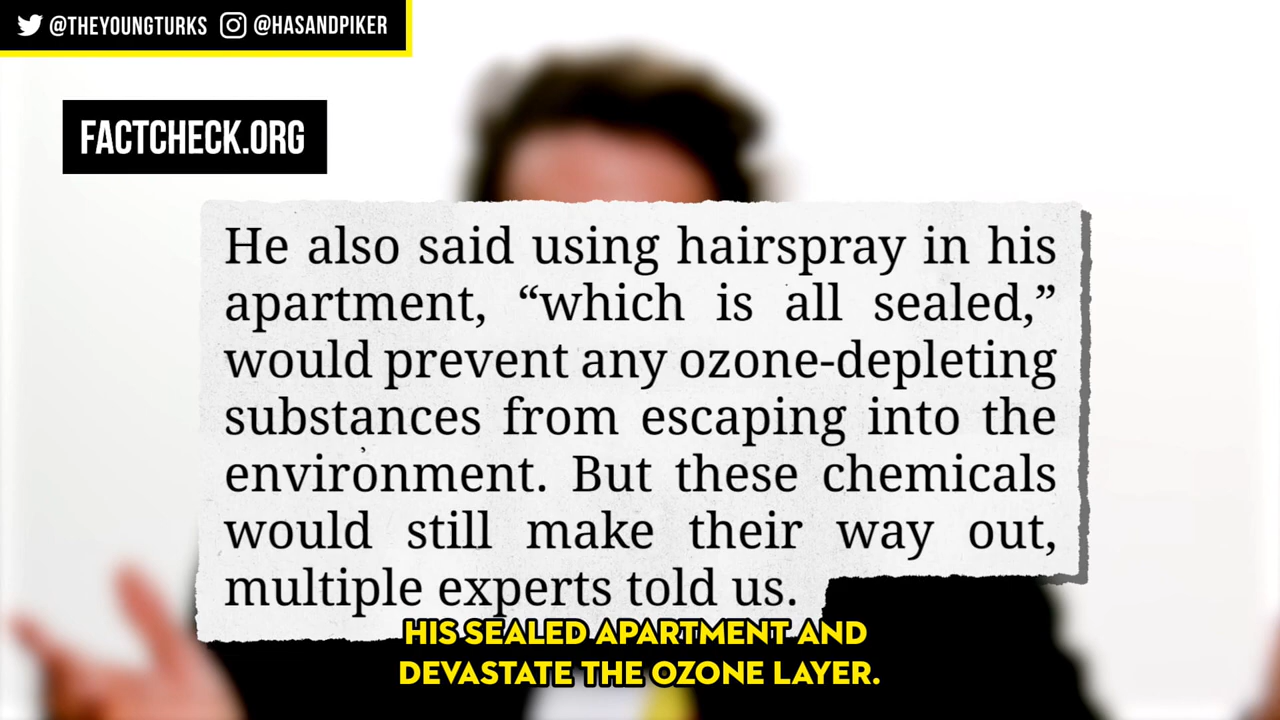 @THEYOUNGTURKS @HASANDPIKER
FACTCHECK.ORG
He also said using hairspray in his
apartment, “which is all sealed,”
would prevent any ozone-depleting
substances from escaping into the
environment. But these chemicals
would still make their way out,
multiple experts told us.
HIS SEALED APARTMENT AND
DEVASTATE THE OZONE LAYER.